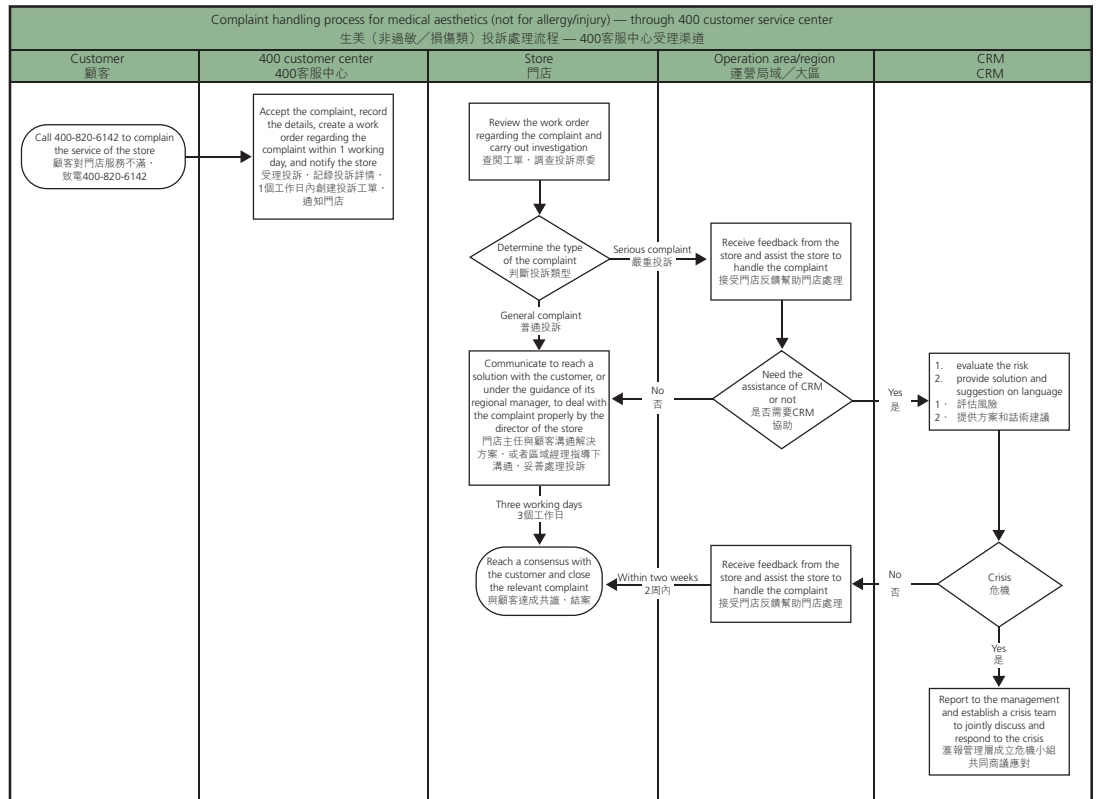 Complaint handling process for medical aesthetics (not for allergy/injury) — through 400 customer service center
生美（非過敏／損傷類）投訴處理流程 — 400客服中心受理渠道
Customer
顧客
400 customer center
400客服中心
Store
門店
Operation area/region
運營局域／大區
CRM
CRM
Call 400-820-6142 to complain
the service of the store
顧客對門店服務不滿，
致電400-820-6142
Accept the complaint, record
the details, create a work
order regarding the
complaint within 1 working
day, and notify the store
受理投訴，記錄投訴詳情，
1個工作日內創建投訴工單，
通知門店
Review the work order
regarding the complaint and
carry out investigation
查閱工單，調查投訴原委
Determine the type
of the complaint
判斷投訴類型
Serious complaint
嚴重投訴
Receive feedback from the
store and assist the store to
handle the complaint
接受門店反饋幫助門店處理
General complaint
普通投訴
Communicate to reach a
solution with the customer, or
under the guidance of its
regional manager, to deal with
the complaint properly by the
director of the store
門店主任與顧客溝通解決
方案，或者區域經理指導下
溝通，妥善處理投訴
No
否
Need the
assistance of CRM
or not
是否需要CRM
協助
Yes
是
1. evaluate the risk
2. provide solution and
suggestion on language
1、 評估風險
2、 提供方案和話術建議
Three working days
3個工作日
Reach a consensus with
the customer and close
the relevant complaint
與顧客達成共識，結案
Within two weeks
2周內
Receive feedback from the
store and assist the store to
handle the complaint
接受門店反饋幫助門店處理
No
否
Crisis
危機
Yes
是
Report to the management
and establish a crisis team
to jointly discuss and
respond to the crisis
滙報管理層成立危機小組
共同商議應對